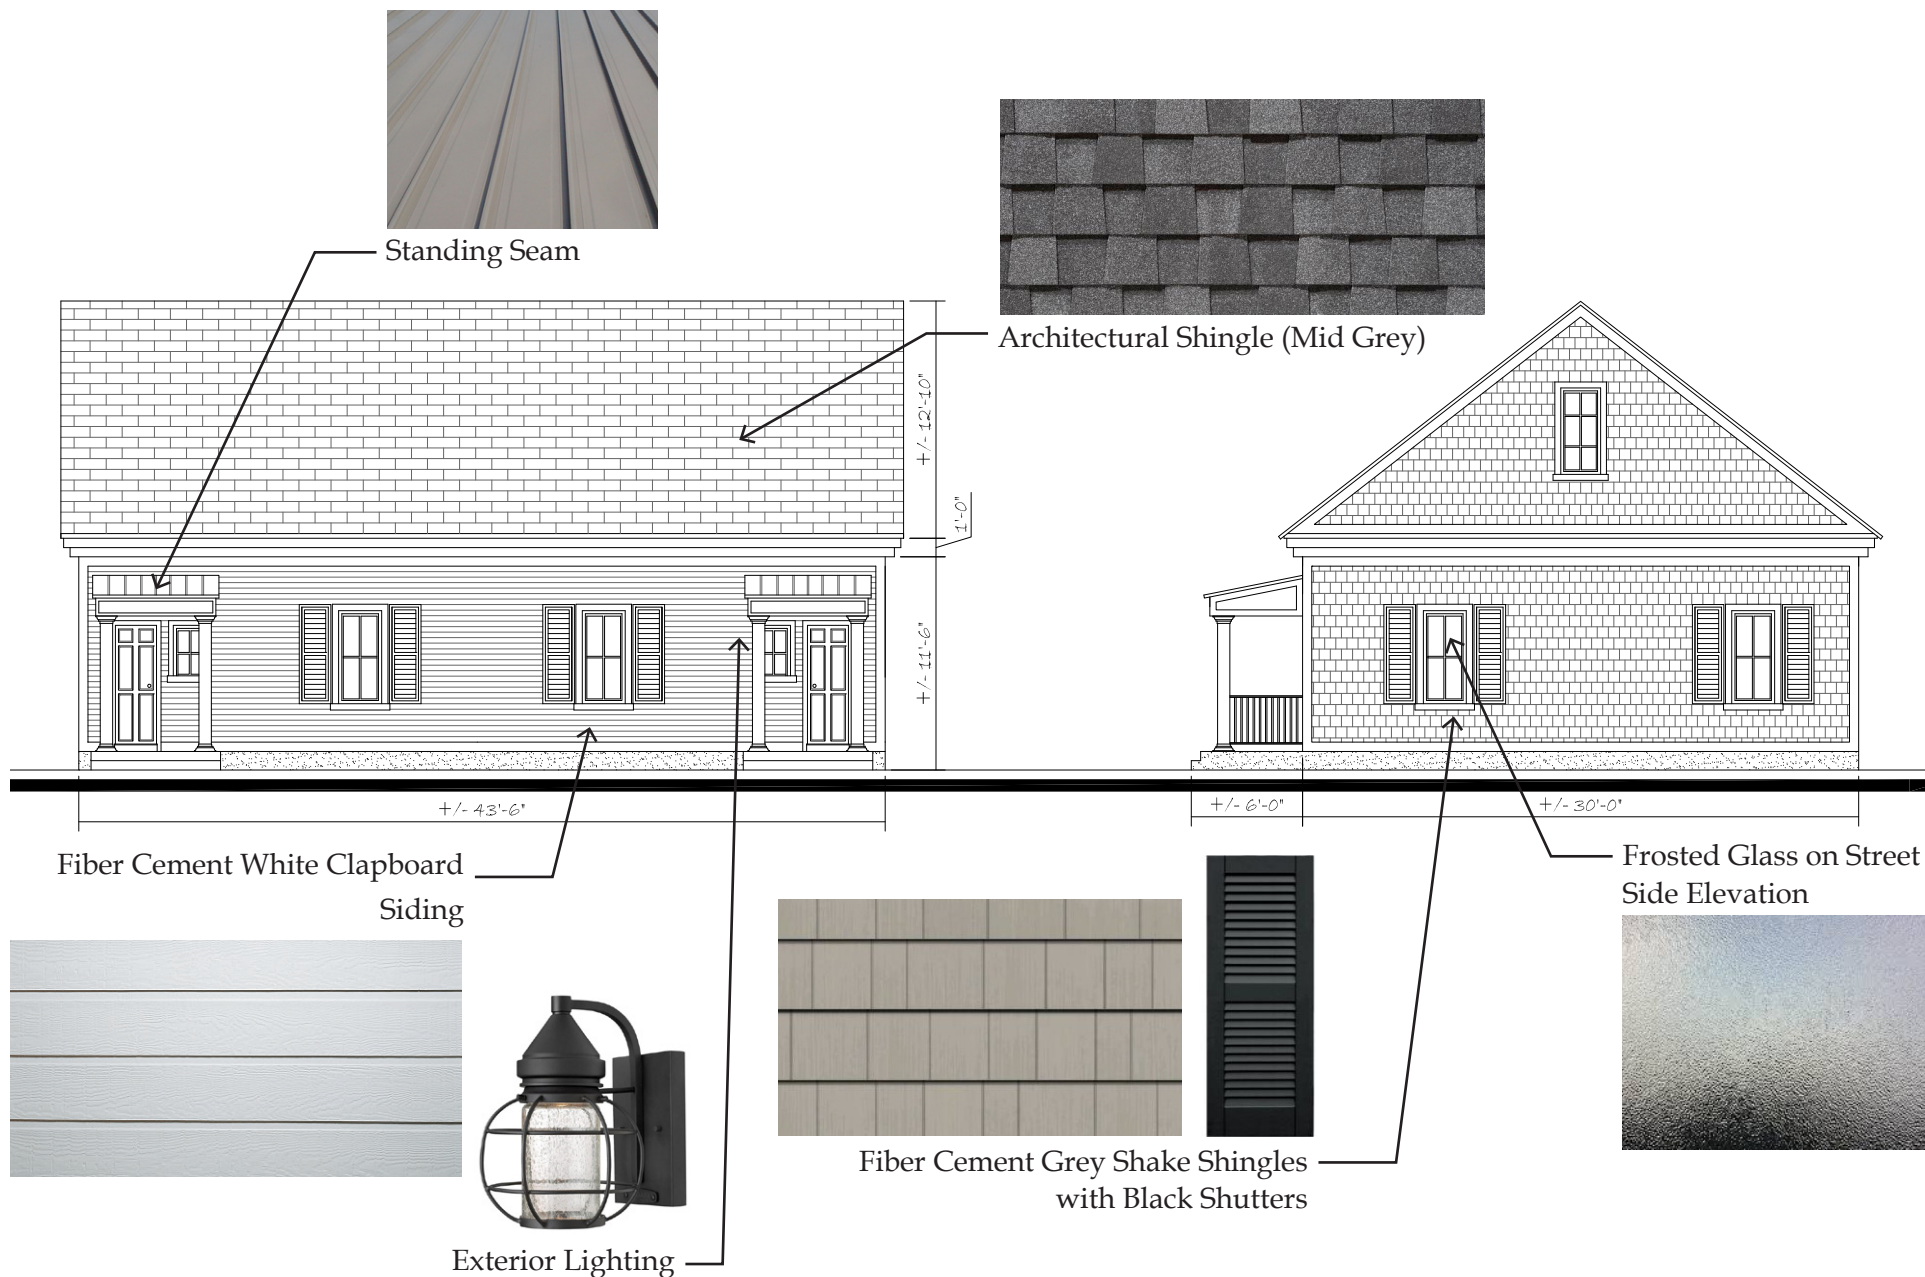 Standing Seam
Architectural Shingle (Mid Grey)
+/- 12'-10"
1'-0"
+/- 11'-6"
+/- 43'-6"
+/- 6'-0"
+/- 30'-0"
Fiber Cement White Clapboard
Siding
Frosted Glass on Street
Side Elevation
Fiber Cement Grey Shake Shingles
with Black Shutters
Exterior Lighting